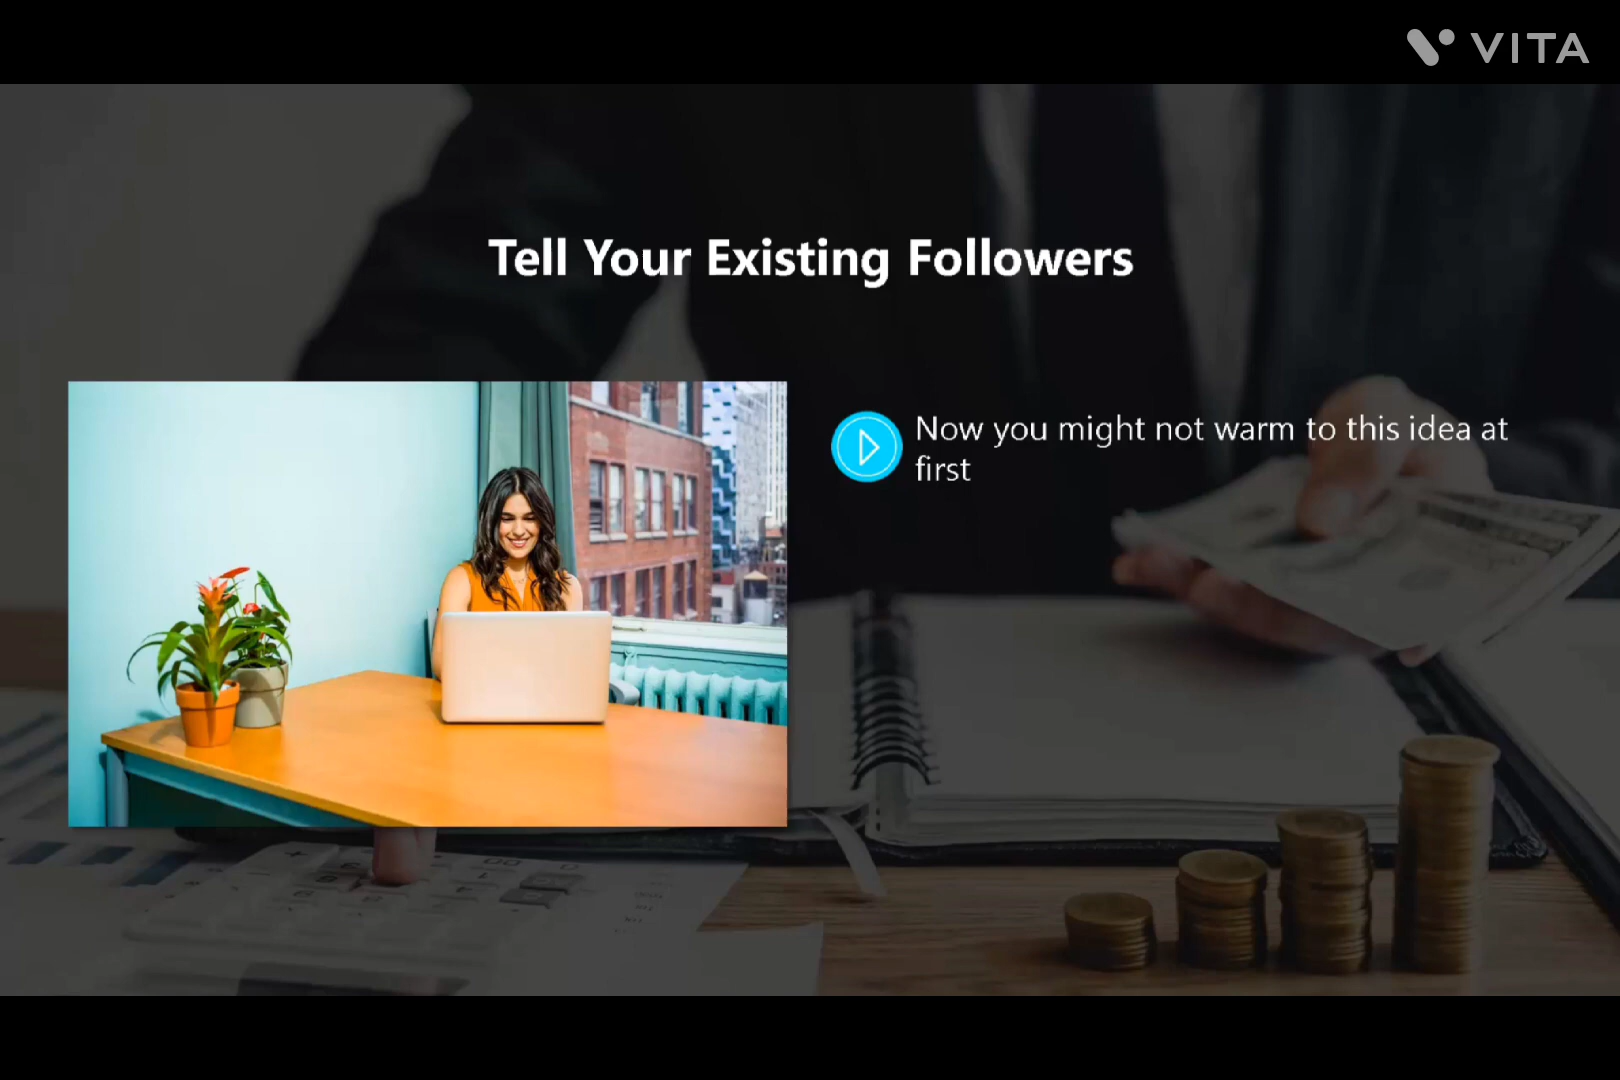 VITA
Tell Your Existing Followers
Now you might not warm to this idea at
first